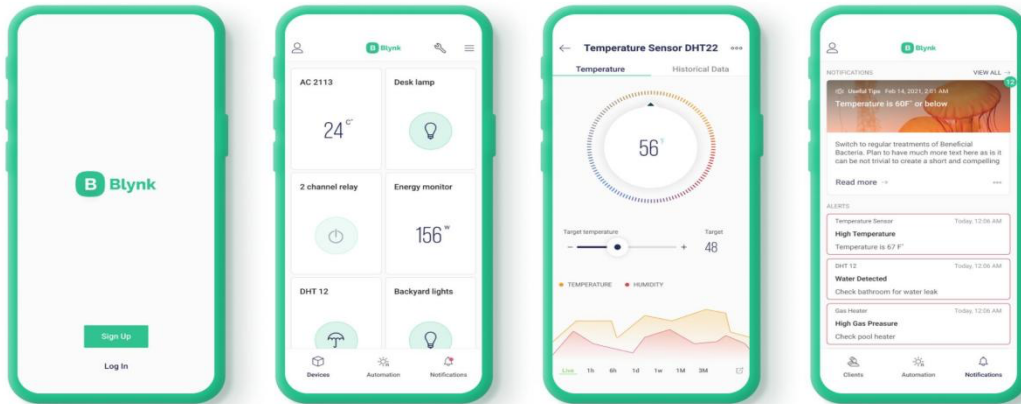 B Blynk
Sign Up
Log In
B Blynk
AC 2113
Desk lamp
24 C°
2 channel relay
Energy monitor
156 w
DHT 12
Backyard lights
Devices
Automation
Notifications
Temperature Sensor DHT22
Temperature
Historical Data
56
Target temperature
Target
− +
48
TEMPERATURE
HUMIDITY
Live 1h 6h 1d 1w 1M 3M
B Blynk
NOTIFICATIONS
VIEW ALL →
12
Useful Tips Feb 14, 2021, 2:01 AM
Temperature is 60F° or below
Switch to regular treatments of Beneficial
Bacteria. Plan to have much more text here as is it
can be not trivial to create a short and compelling
Read more →
ALERTS
Temperature Sensor
Today, 12:06 AM
High Temperature
Temperature is 67 F°
DHT 12
Today, 12:06 AM
Water Detected
Check bathroom for water leak
Gas Heater
Today, 12:06 AM
High Gas Preasure
Check pool heater
Clients
Automation
Notifications